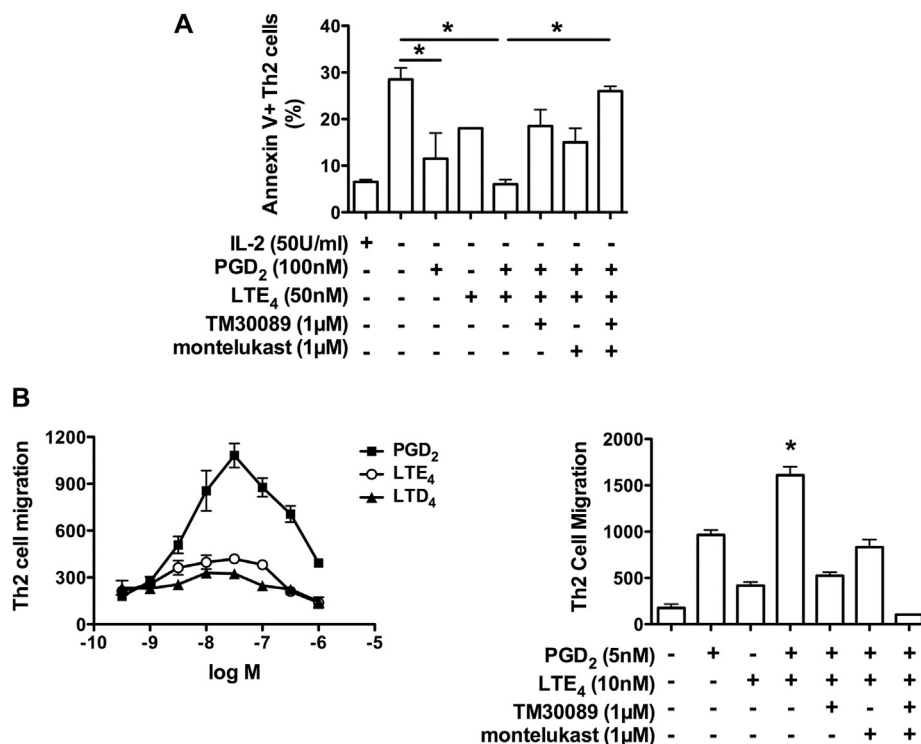 A
Annexin V+ Th2 cells
(%)
40
30
20
10
0
* * *
IL-2 (50U/ml) + - - - - - - -
PGD₂ (100nM) - - + - + + + +
LTE₄ (50nM) - - - + + + + +
TM30089 (1µM) - - - - - + - +
montelukast (1µM) - - - - - - + +
B
Th2 cell migration
1200
900
600
300
0
-10 -9 -8 -7 -6 -5
log M
PGD₂
LTE₄
LTD₄
Th2 Cell Migration
2000
1500
1000
500
0
*
PGD₂ (5nM) - + - + + + +
LTE₄ (10nM) - - + + + + +
TM30089 (1µM) - - - - + - +
montelukast (1µM) - - - - - + +